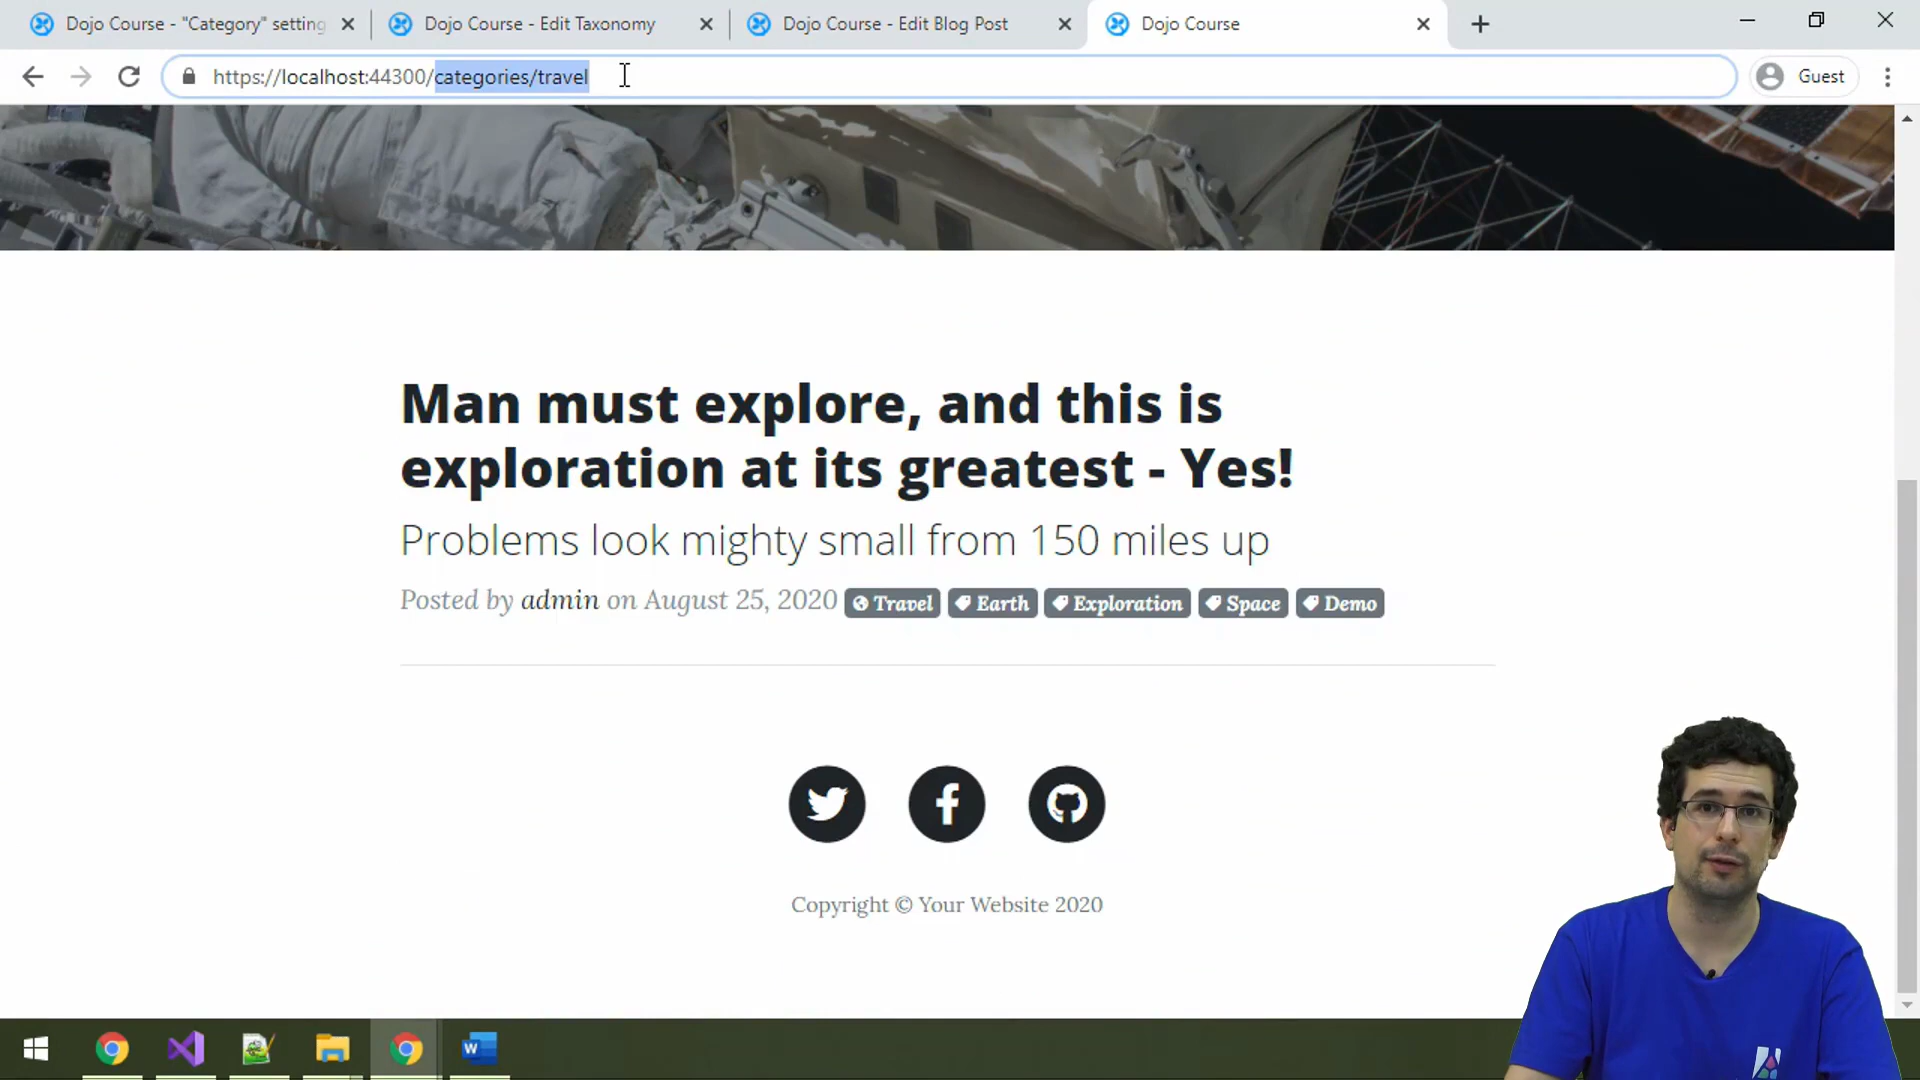 Dojo Course - "Category" setting
Dojo Course - Edit Taxonomy
Dojo Course - Edit Blog Post
Dojo Course
https://localhost:44300/categories/travel
Guest
Man must explore, and this is
exploration at its greatest - Yes!
Problems look mighty small from 150 miles up
Posted by admin on August 25, 2020 Travel Earth Exploration Space Demo
Copyright © Your Website 2020